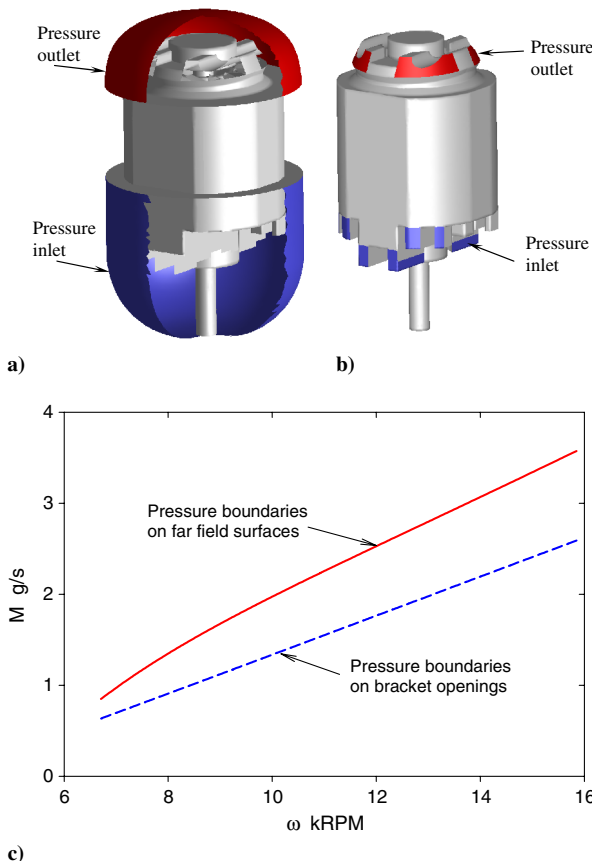 Pressure
outlet
Pressure
inlet
a)
Pressure
outlet
Pressure
inlet
b)
4
3
2
1
0
M g/s
Pressure boundaries
on far field surfaces
Pressure boundaries
on bracket openings
6 8 10 12 14 16
ω kRPM
c)